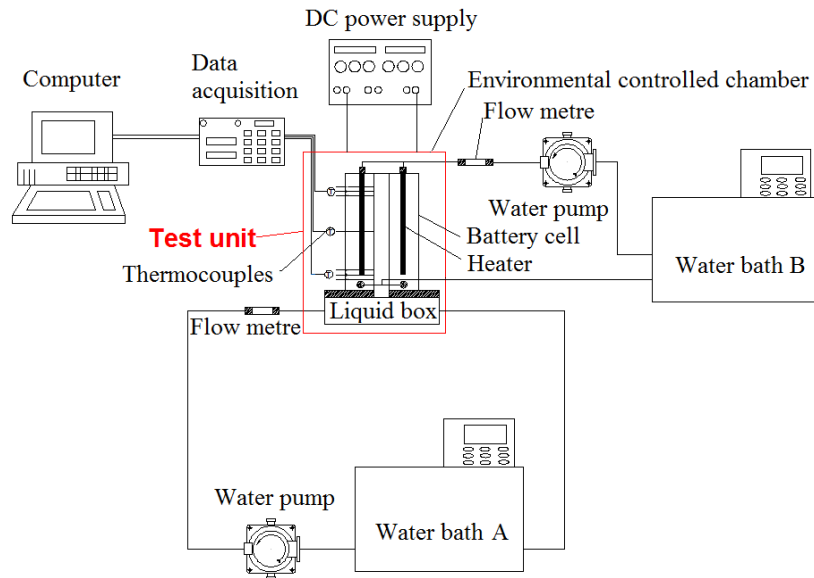 DC power supply
Computer
Data
acquisition
Environmental controlled chamber
Flow metre
Water pump
Test unit
Battery cell
Heater
Thermocouples
T
T
T
Water bath B
Liquid box
Flow metre
Water pump
Water bath A